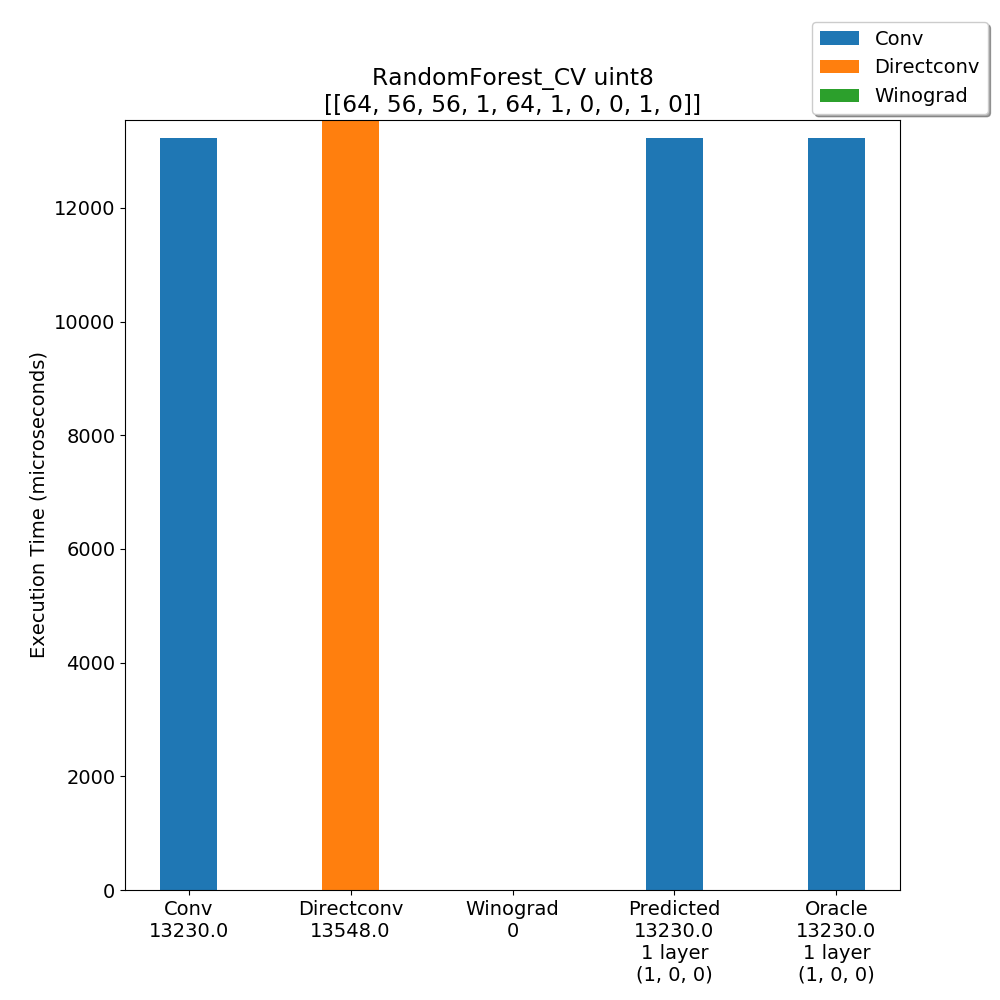 Conv
Directconv
Winograd
RandomForest_CV uint8
[[64, 56, 56, 1, 64, 1, 0, 0, 1, 0]]
Execution Time (microseconds)
12000
10000
8000
6000
4000
2000
0
Conv
13230.0
Directconv
13548.0
Winograd
0
Predicted
13230.0
1 layer
(1, 0, 0)
Oracle
13230.0
1 layer
(1, 0, 0)